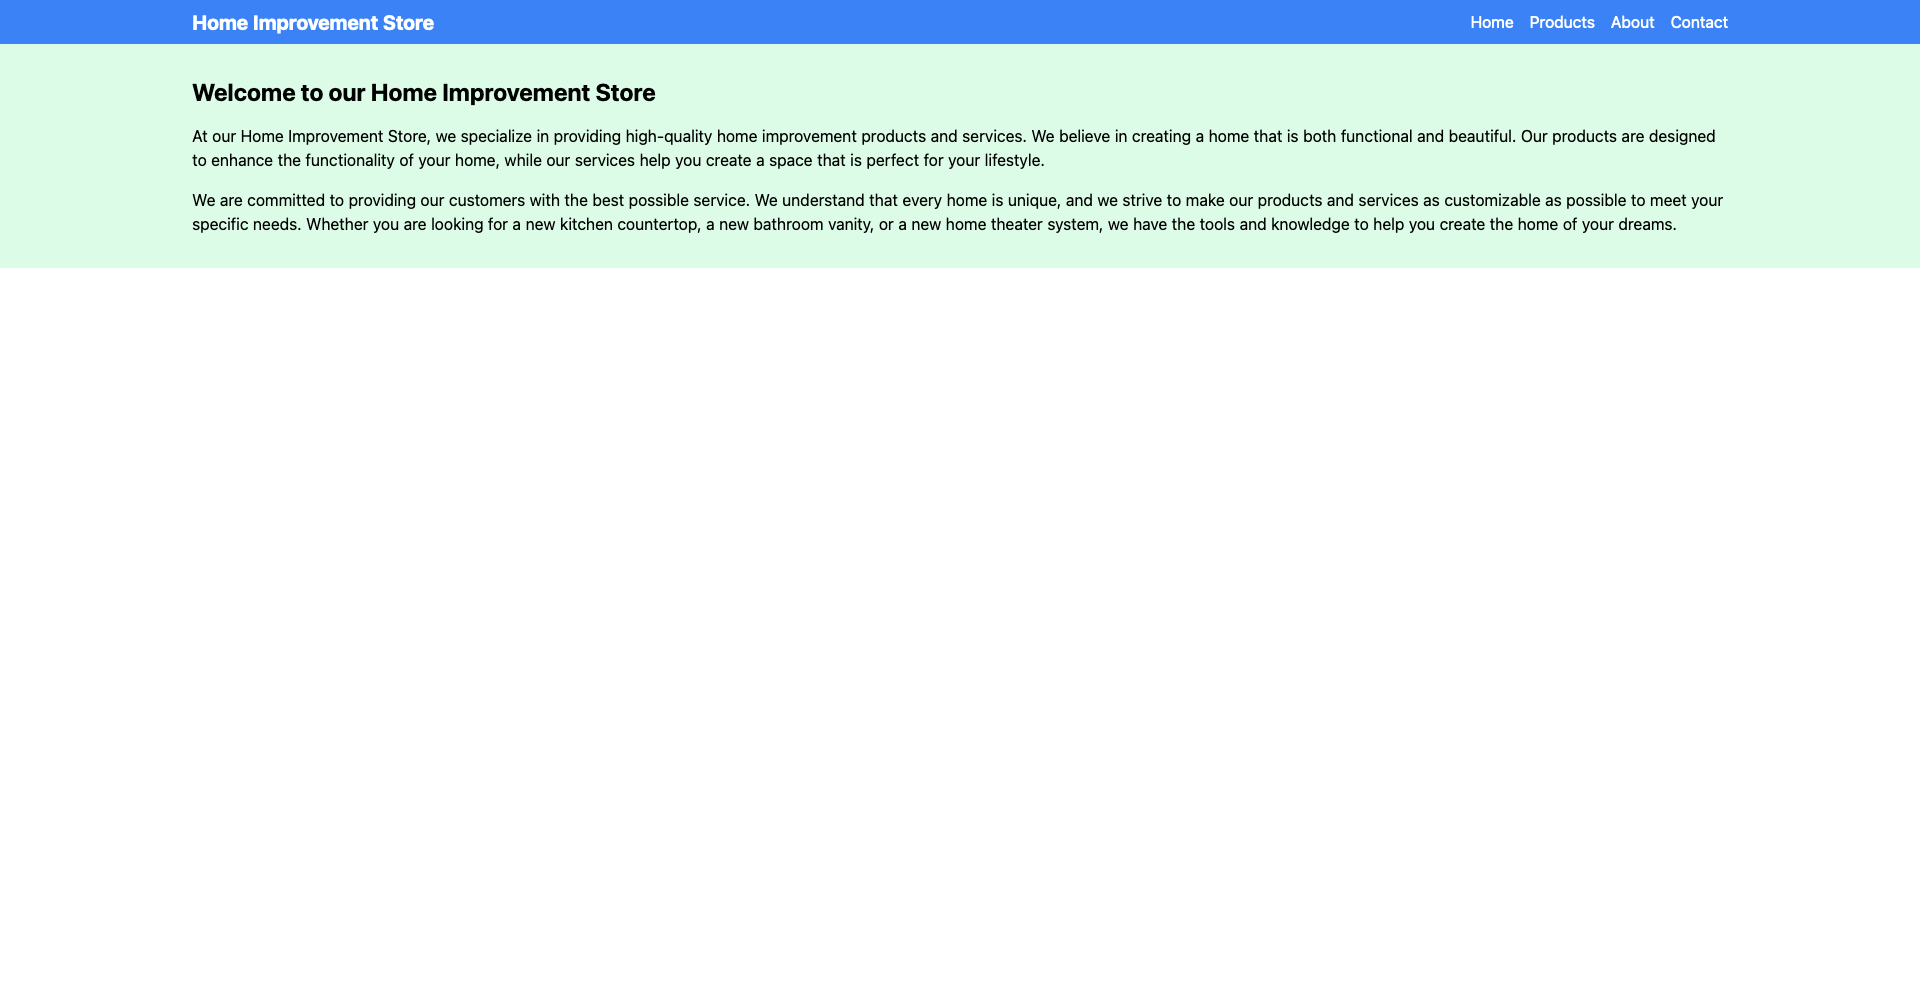 Home Improvement Store
Home Products About Contact
Welcome to our Home Improvement Store
At our Home Improvement Store, we specialize in providing high-quality home improvement products and services. We believe in creating a home that is both functional and beautiful. Our products are designed
to enhance the functionality of your home, while our services help you create a space that is perfect for your lifestyle.
We are committed to providing our customers with the best possible service. We understand that every home is unique, and we strive to make our products and services as customizable as possible to meet your
specific needs. Whether you are looking for a new kitchen countertop, a new bathroom vanity, or a new home theater system, we have the tools and knowledge to help you create the home of your dreams.